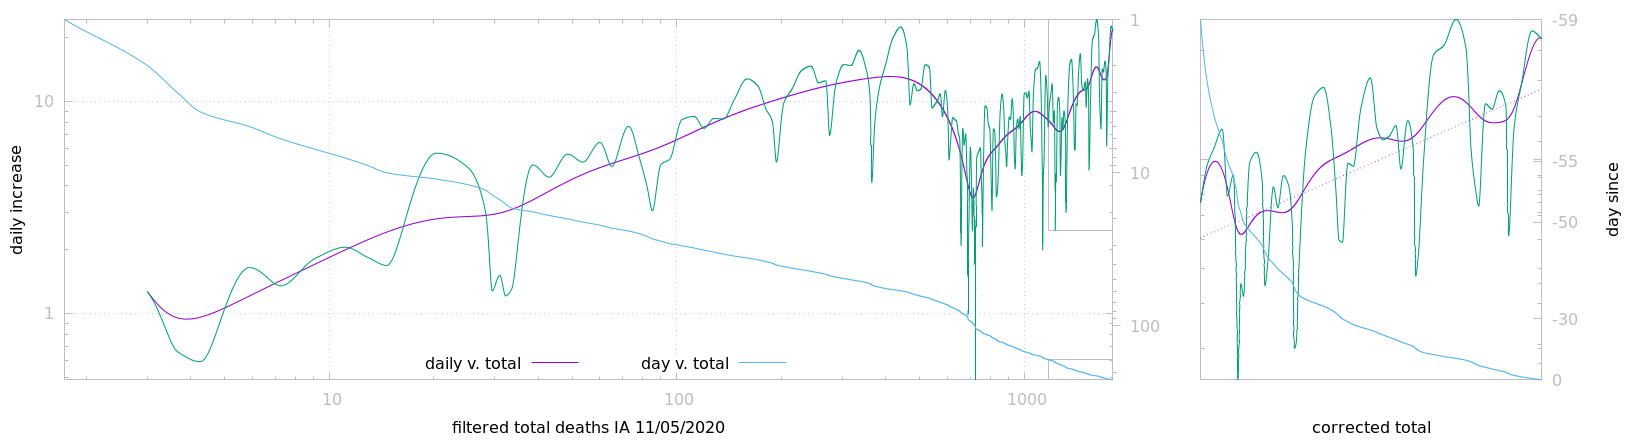 daily increase
10
1
1
10
100
daily v. total
day v. total
10
100
1000
filtered total deaths IA 11/05/2020
-59
-55
-50
-30
0
day since
corrected total